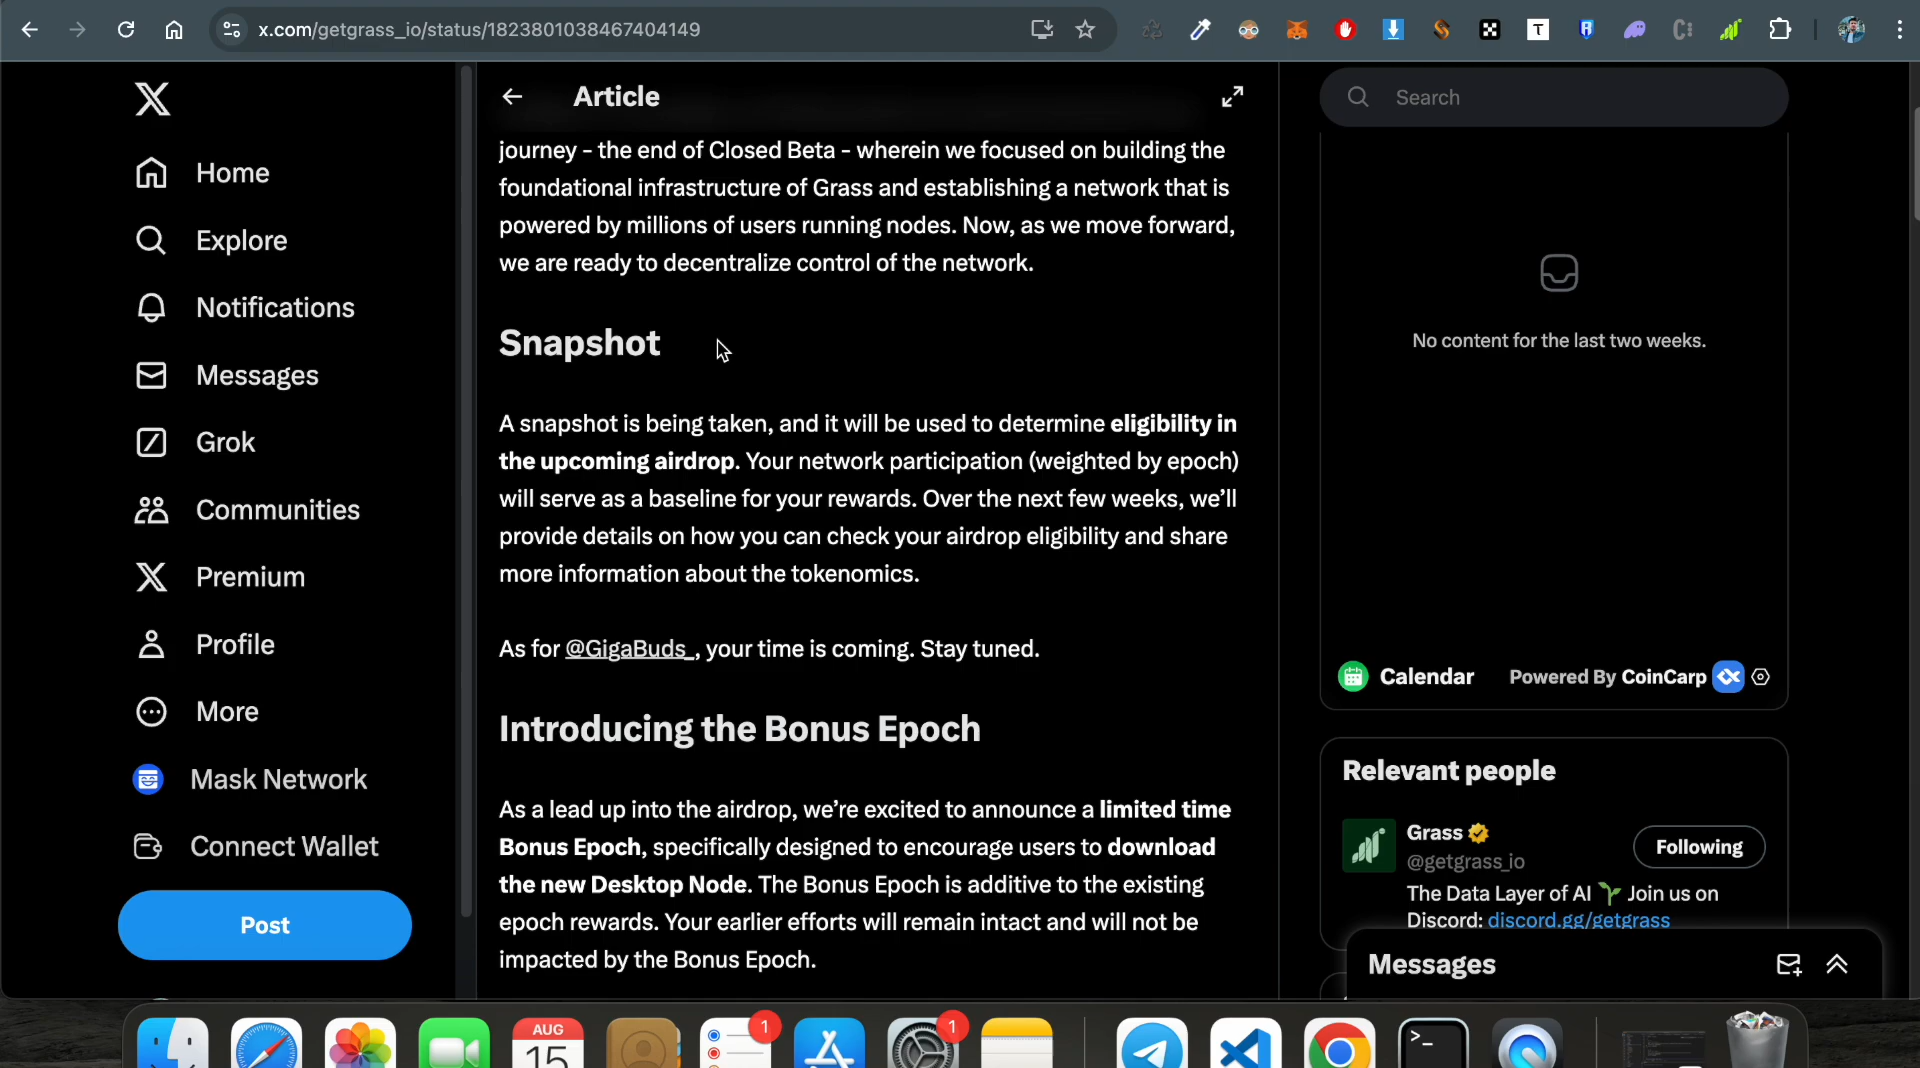 x.com/getgrass_io/status/1823801038467404149
Home
Explore
Notifications
Messages
Grok
Communities
Premium
Profile
More
Mask Network
Connect Wallet
Post
Article
journey - the end of Closed Beta - wherein we focused on building the
foundational infrastructure of Grass and establishing a network that is
powered by millions of users running nodes. Now, as we move forward,
we are ready to decentralize control of the network.
Snapshot
A snapshot is being taken, and it will be used to determine eligibility in
the upcoming airdrop. Your network participation (weighted by epoch)
will serve as a baseline for your rewards. Over the next few weeks, we’ll
provide details on how you can check your airdrop eligibility and share
more information about the tokenomics.
As for @GigaBuds_, your time is coming. Stay tuned.
Introducing the Bonus Epoch
As a lead up into the airdrop, we’re excited to announce a limited time
Bonus Epoch, specifically designed to encourage users to download
the new Desktop Node. The Bonus Epoch is additive to the existing
epoch rewards. Your earlier efforts will remain intact and will not be
impacted by the Bonus Epoch.
Search
No content for the last two weeks.
Calendar
Powered By CoinCarp
Relevant people
Grass
@getgrass_io
Following
The Data Layer of AI Join us on
Discord: discord.gg/getgrass
Messages
AUG
15
1
1